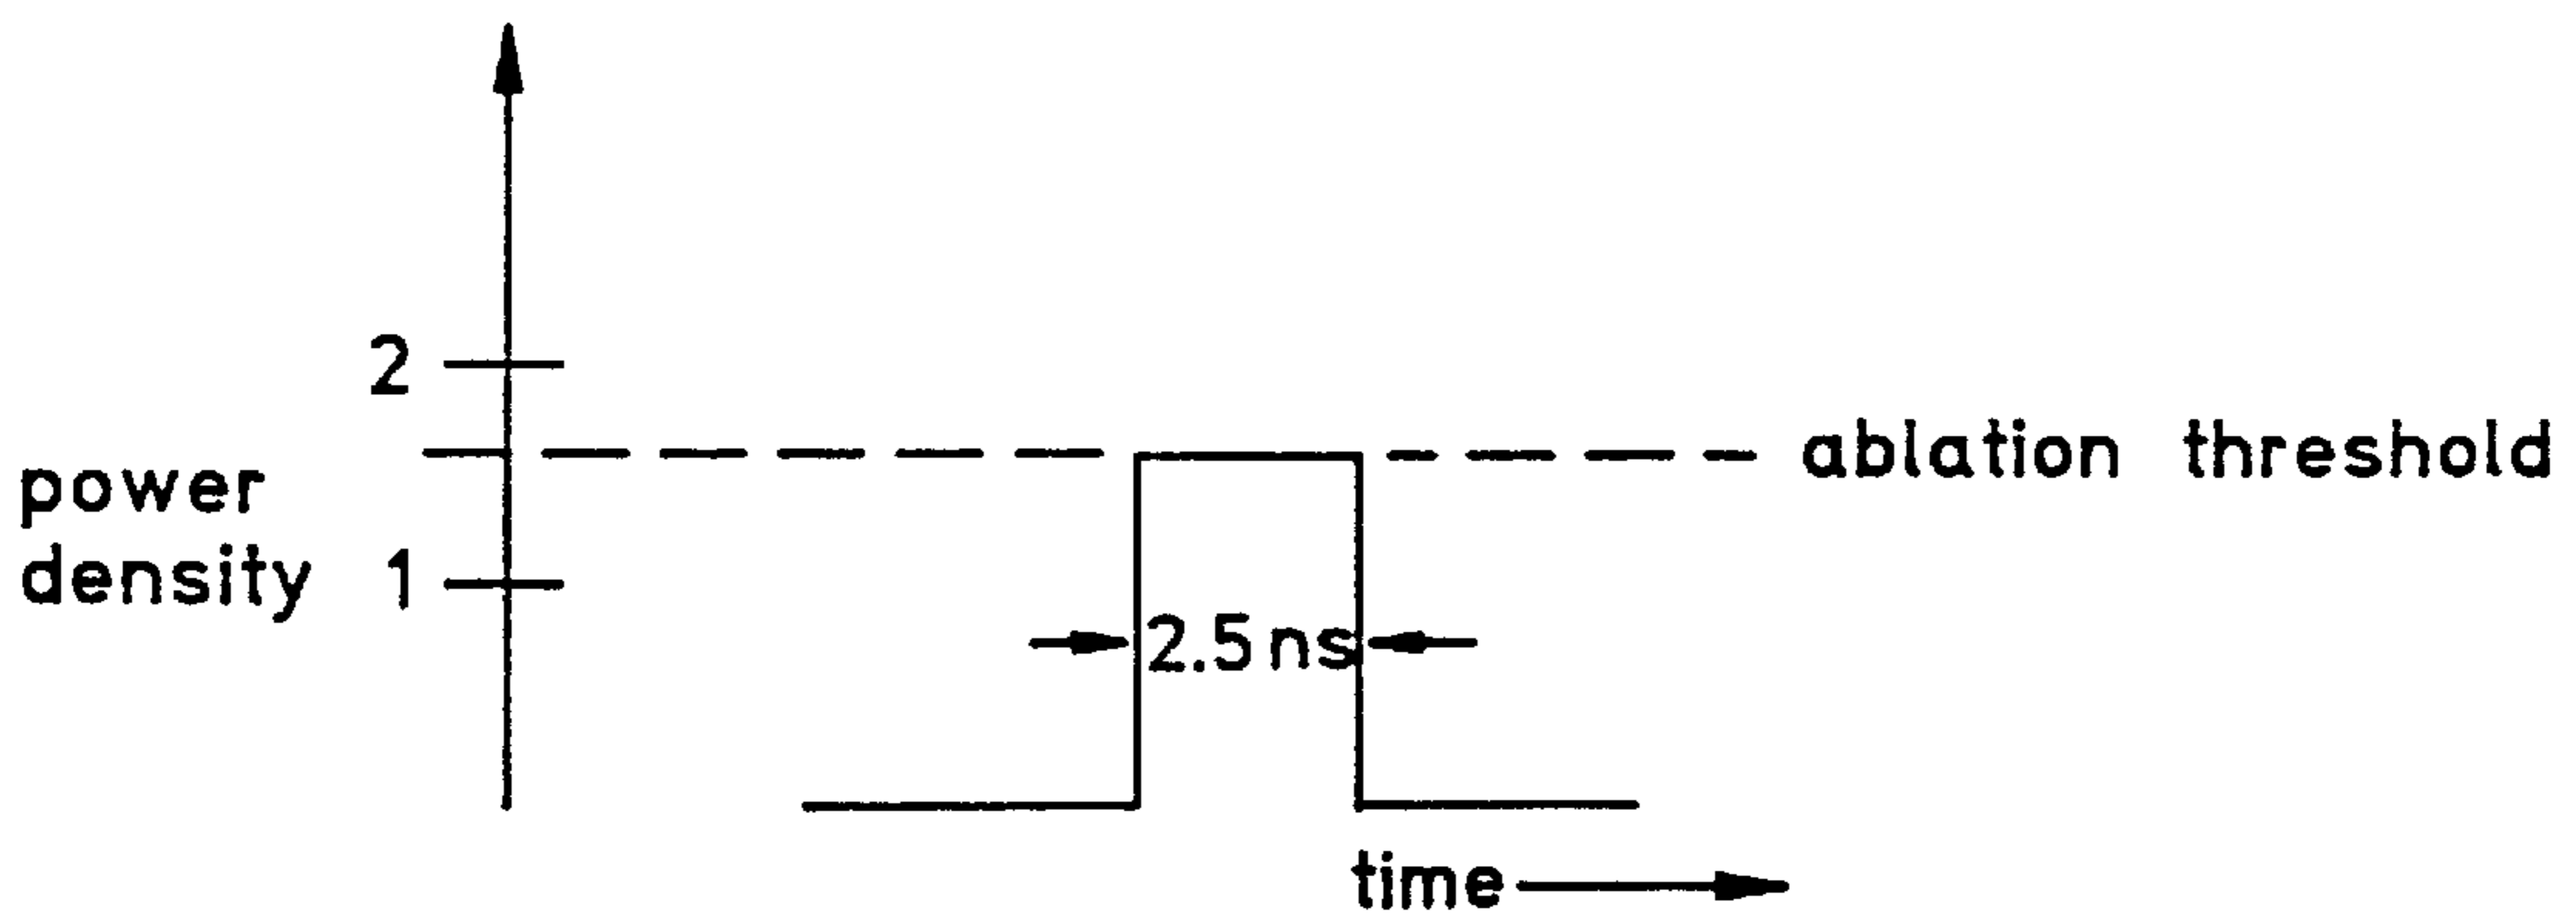 2
power
density
1
ablation threshold
2.5 ns
time